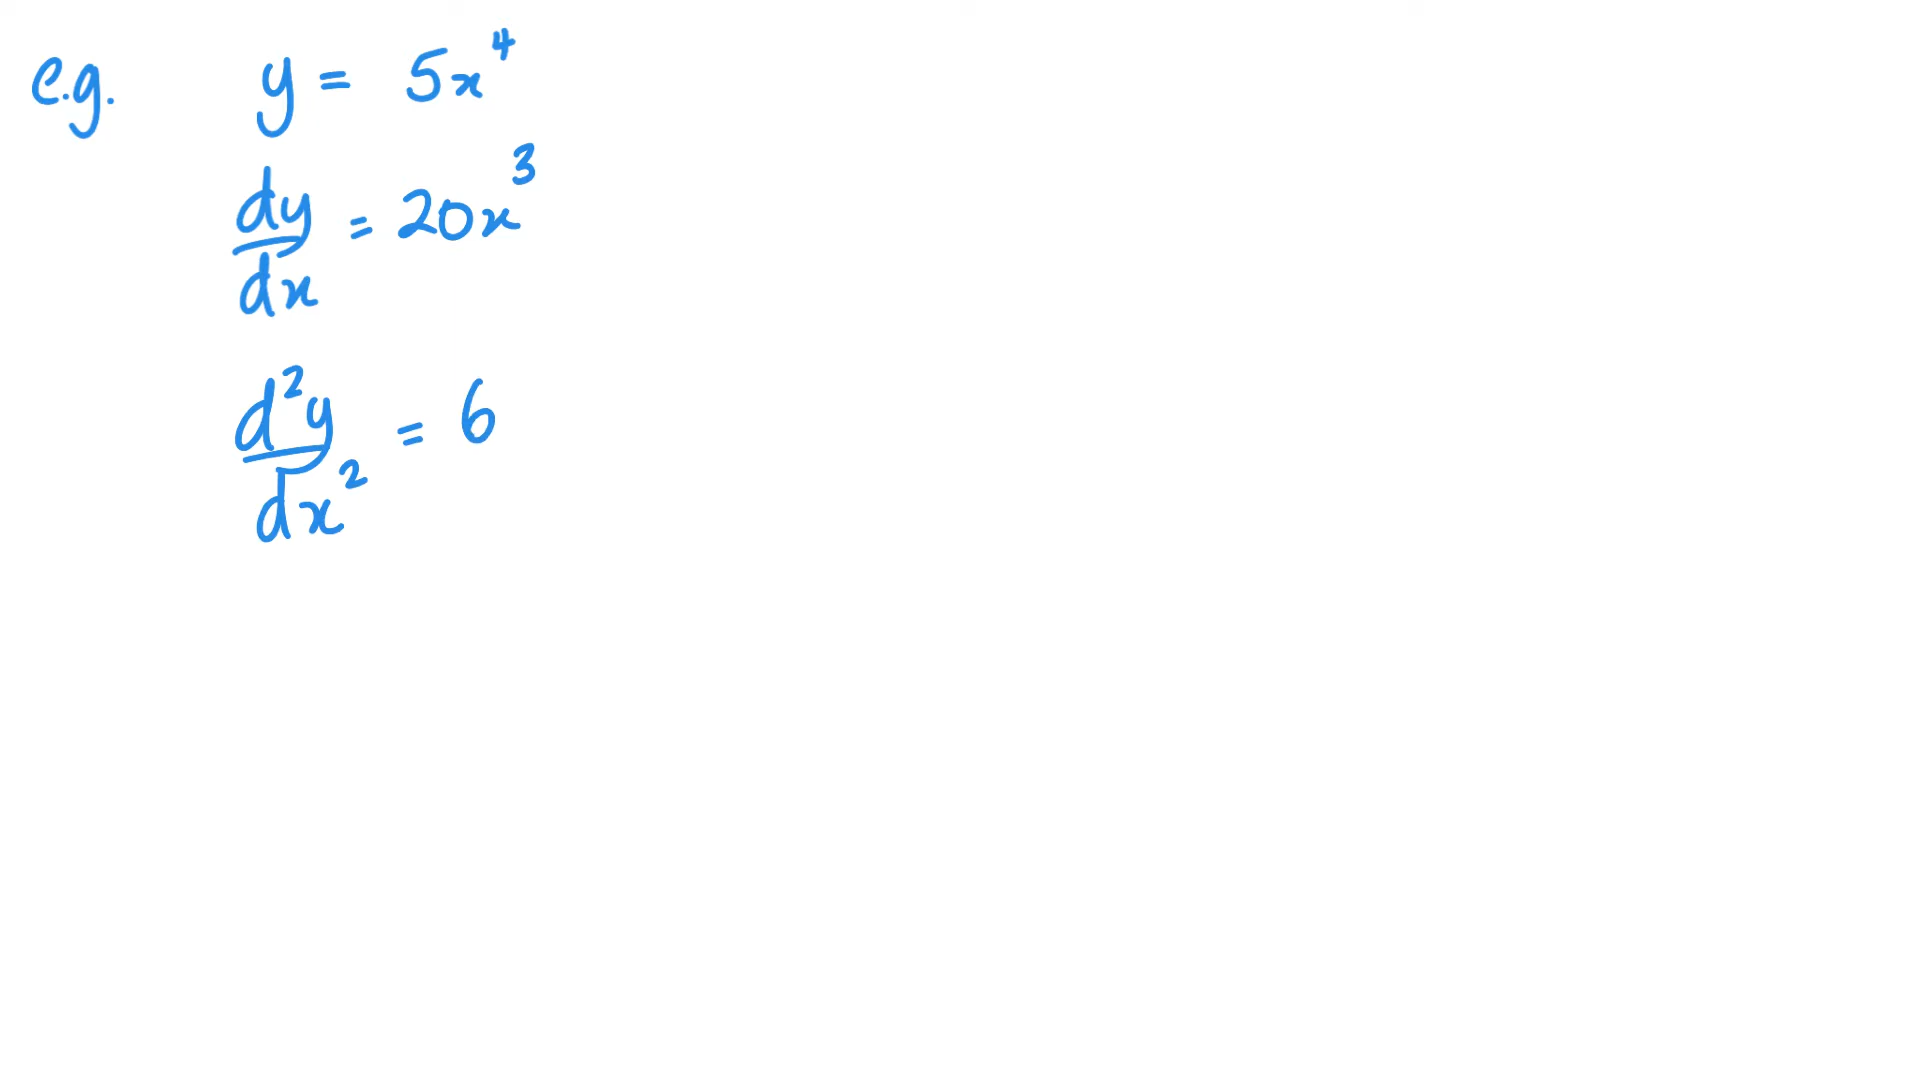 e.g. y = 5x⁴
dy/dx = 20x³
d²y/dx² = 6